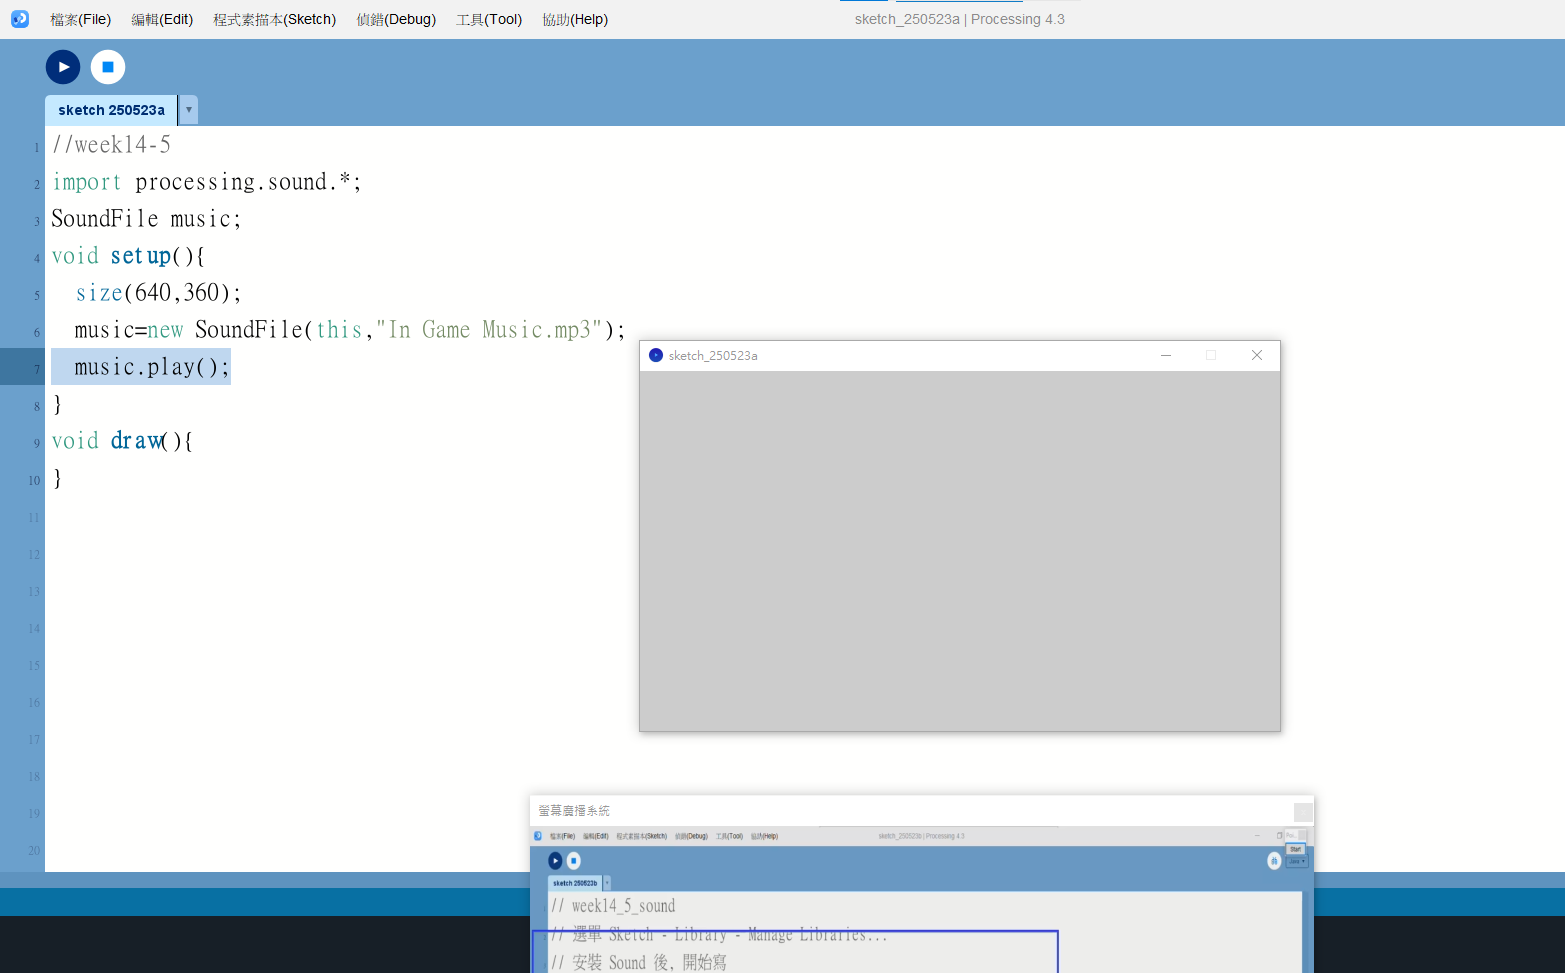 檔案(File) 編輯(Edit) 程式素描本(Sketch) 偵錯(Debug) 工具(Tool) 協助(Help) sketch_250523a | Processing 4.3
sketch 250523a
1 //week14-5
2 import processing.sound.*;
3 SoundFile music;
4 void setup(){
5 size(640,360);
6 music=new SoundFile(this,"In Game Music.mp3");
7 music.play();
8 }
9 void draw(){
10 }
11
12
13
14
15
16
17
18
19
20
sketch_250523a
螢幕廣播系統
檔案(File) 編輯(Edit) 程式素描本(Sketch) 偵錯(Debug) 工具(Tool) 協助(Help) sketch_250523b | Processing 4.3
Start
Java
sketch 250523b
// week14_5_sound
// 選單 Sketch - Library - Manage Libraries...
// 安裝 Sound 後, 開始寫